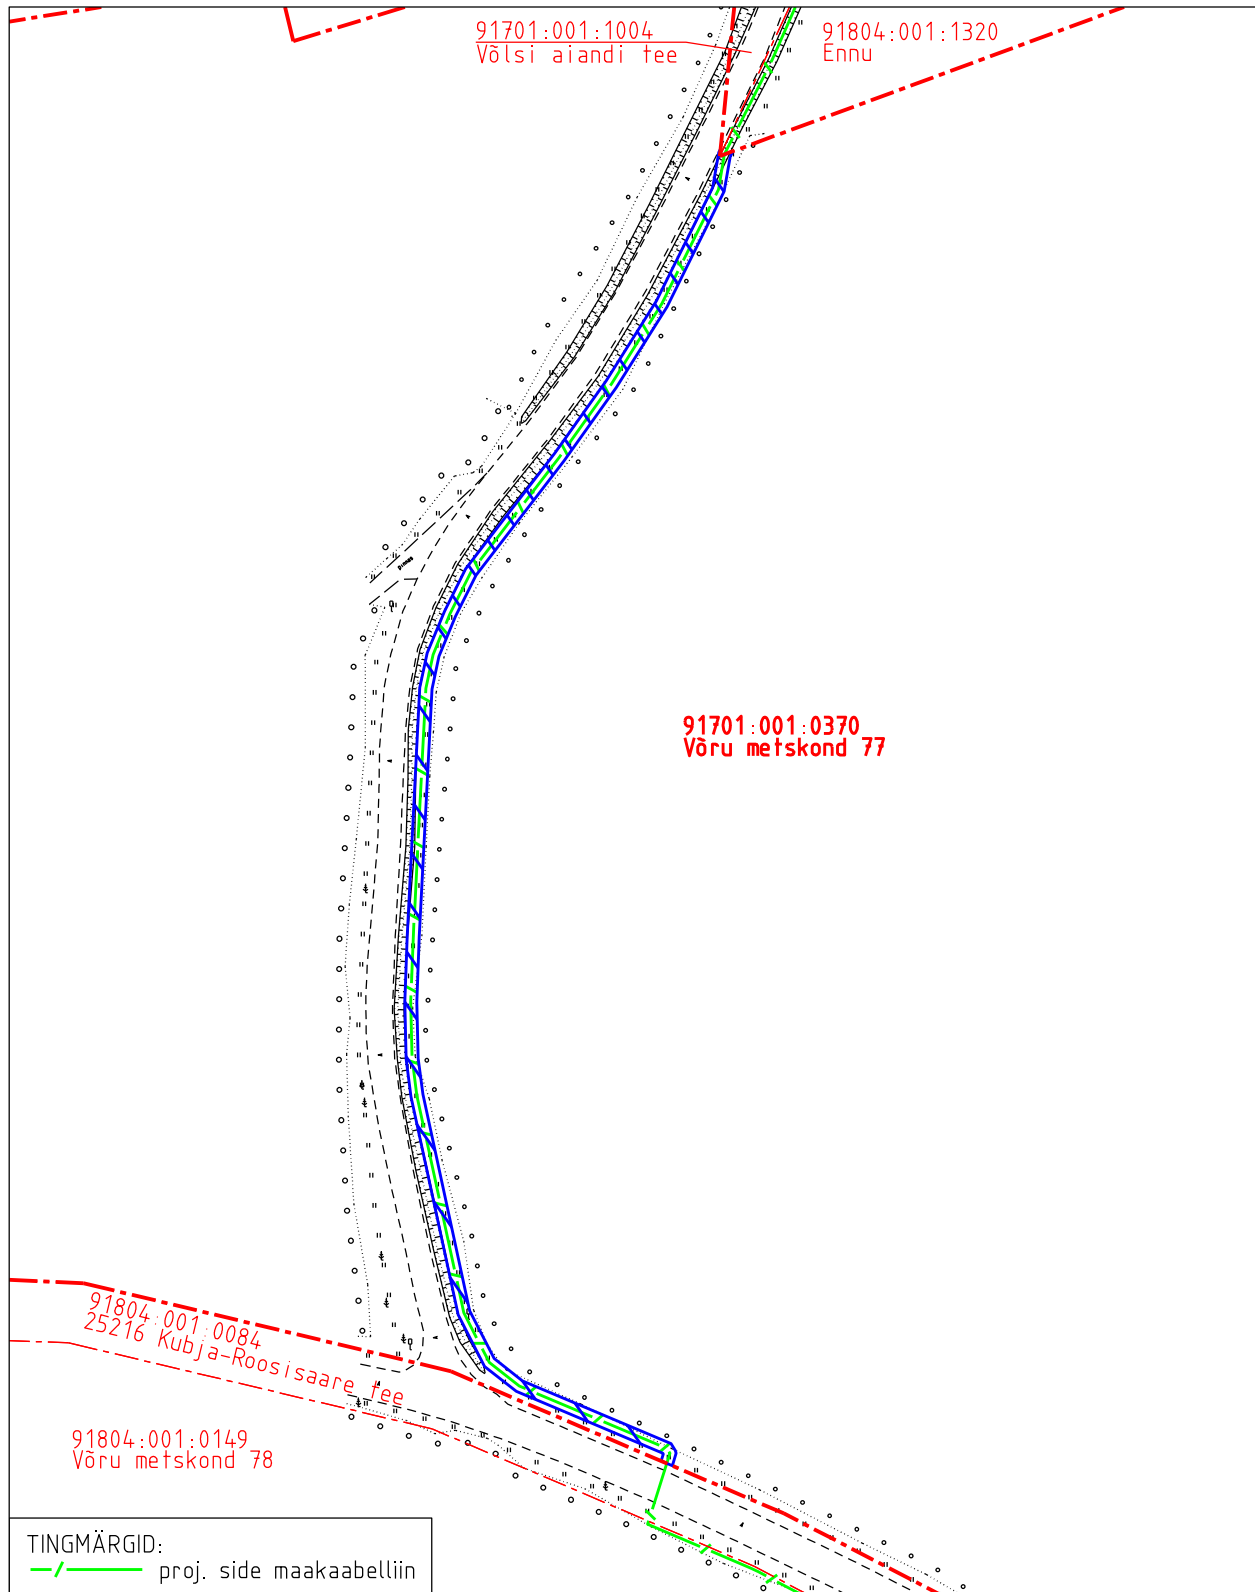 91701:001:1004
Võlsi aiandi tee
91804:001:1320
Ennu
pinnas
91701:001:0370
Võru metskond 77
91804:001:0084
25216 Kubja-Roosisaare tee
91804:001:0149
Võru metskond 78
TINGMÄRGID:
proj. side maakaabelliin